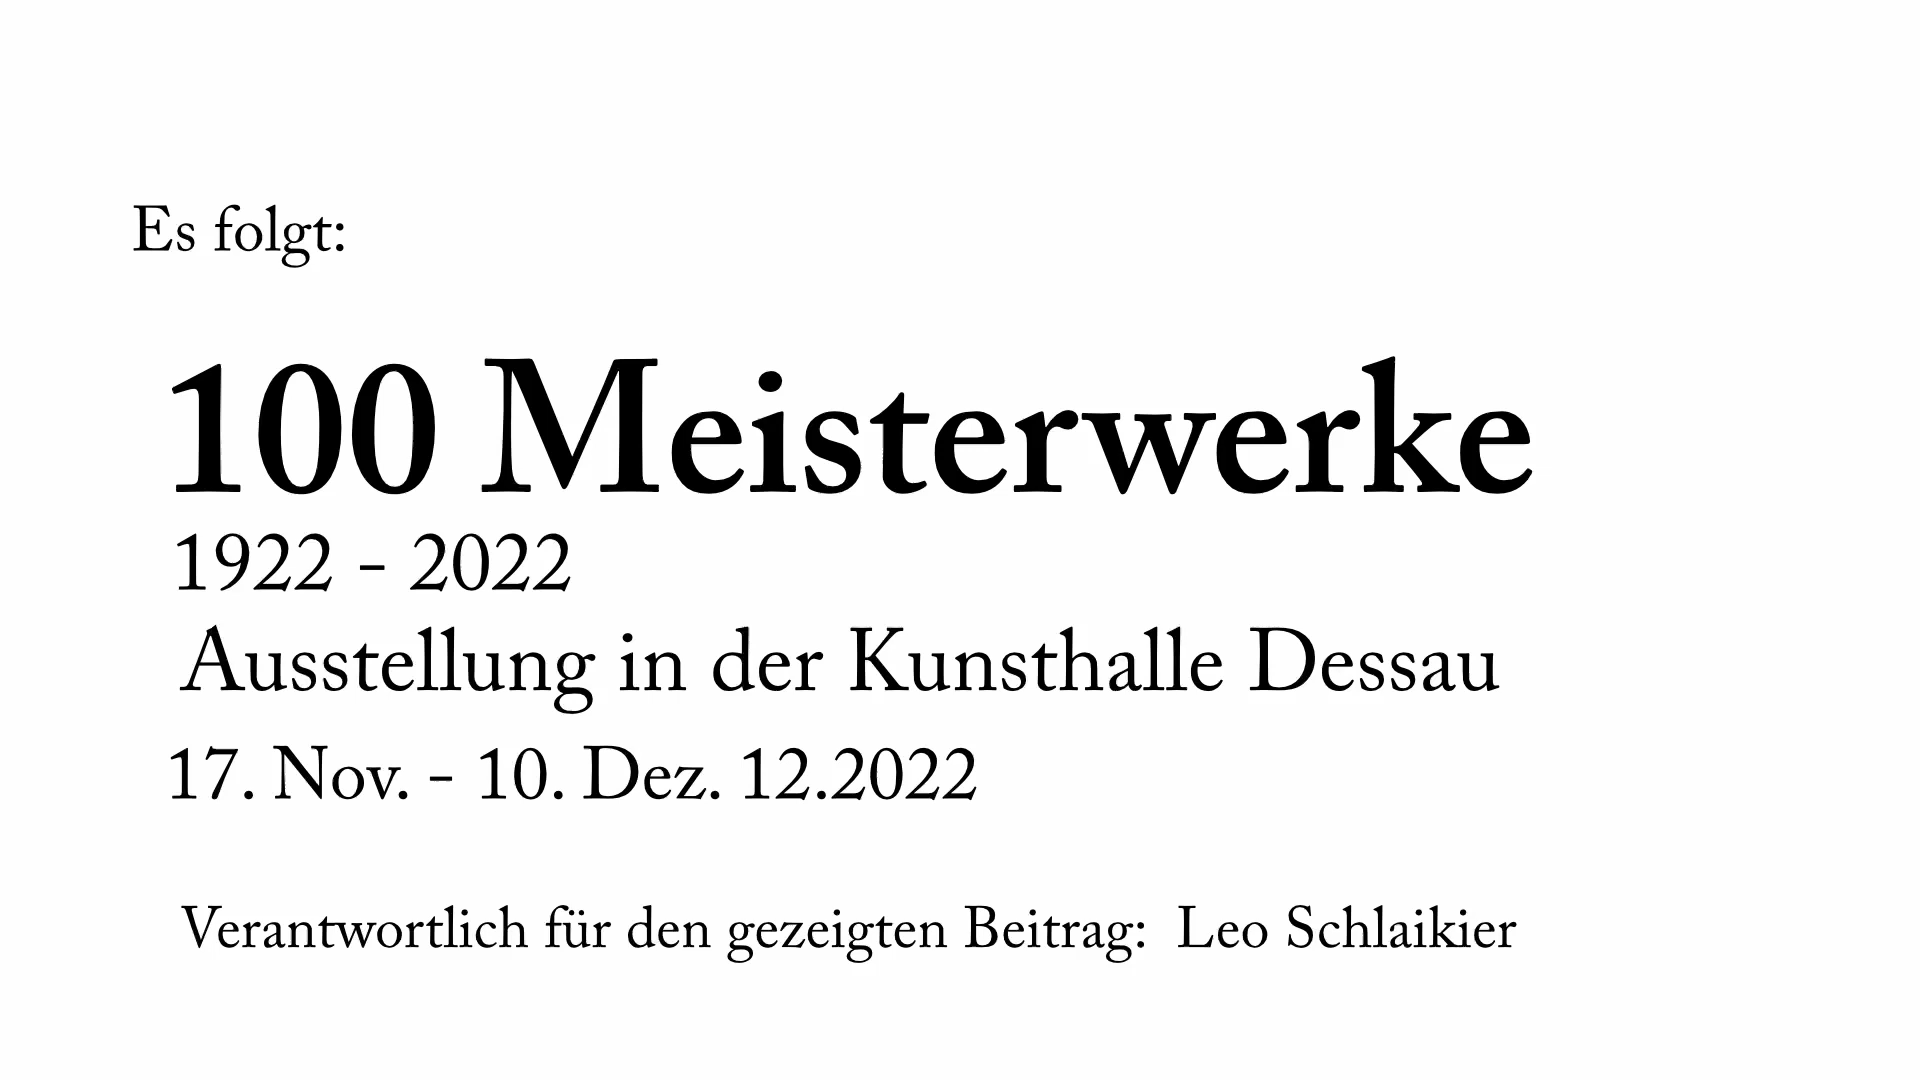 Es folgt:
100 Meisterwerke
1922 - 2022
Ausstellung in der Kunsthalle Dessau
17. Nov. - 10. Dez. 12.2022
Verantwortlich für den gezeigten Beitrag: Leo Schlaikier